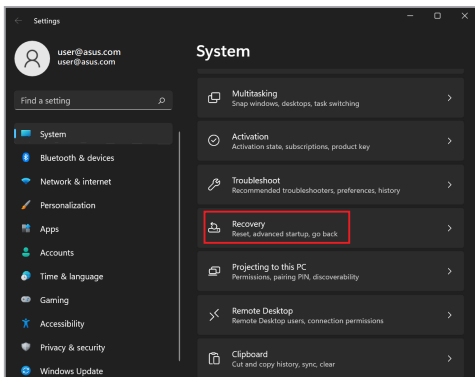 Settings
user@asus.com
user@asus.com
Find a setting
System
Bluetooth & devices
Network & internet
Personalization
Apps
Accounts
Time & language
Gaming
Accessibility
Privacy & security
Windows Update
System
Multitasking
Snap windows, desktops, task switching
Activation
Activation state, subscriptions, product key
Troubleshoot
Recommended troubleshooters, preferences, history
Recovery
Reset, advanced startup, go back
Projecting to this PC
Permissions, pairing PIN, discoverability
Remote Desktop
Remote Desktop users, connection permissions
Clipboard
Cut and copy history, sync, clear